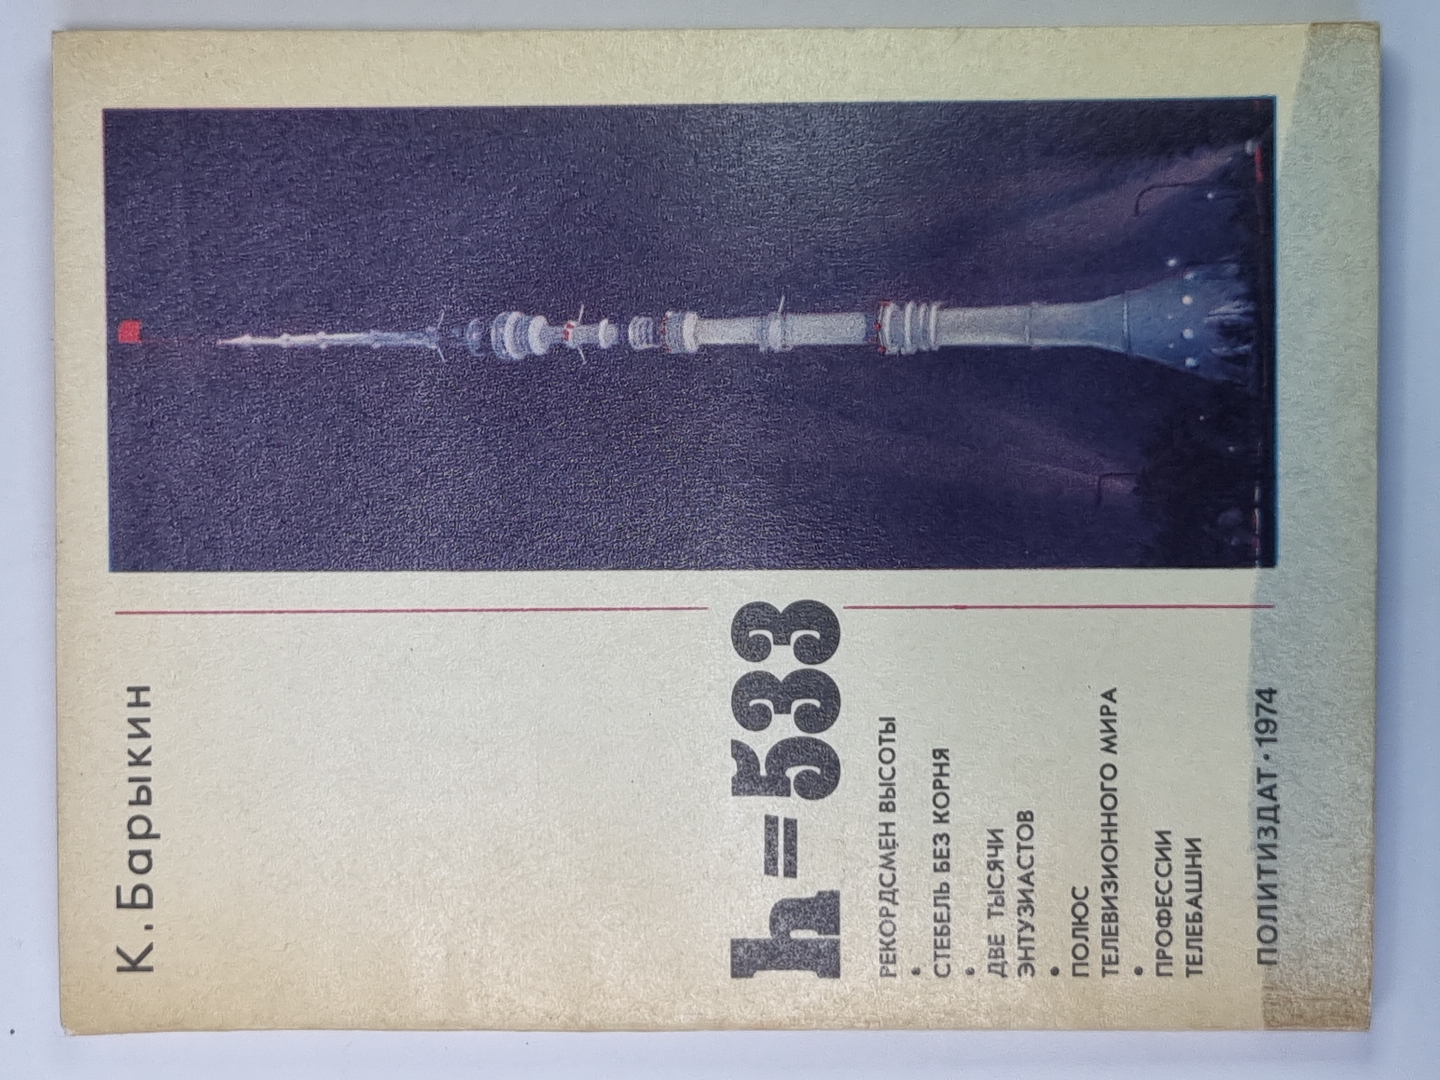 К. Барыкин
h=533
РЕКОРДСМЕН ВЫСОТЫ
•
СТЕБЕЛЬ БЕЗ КОРНЯ
•
ДВЕ ТЫСЯЧИ
ЭНТУЗИАСТОВ
•
ПОЛЮС
ТЕЛЕВИЗИОННОГО МИРА
•
ПРОФЕССИИ
ТЕЛЕБАШНИ
ПОЛИТИЗДАТ • 1974